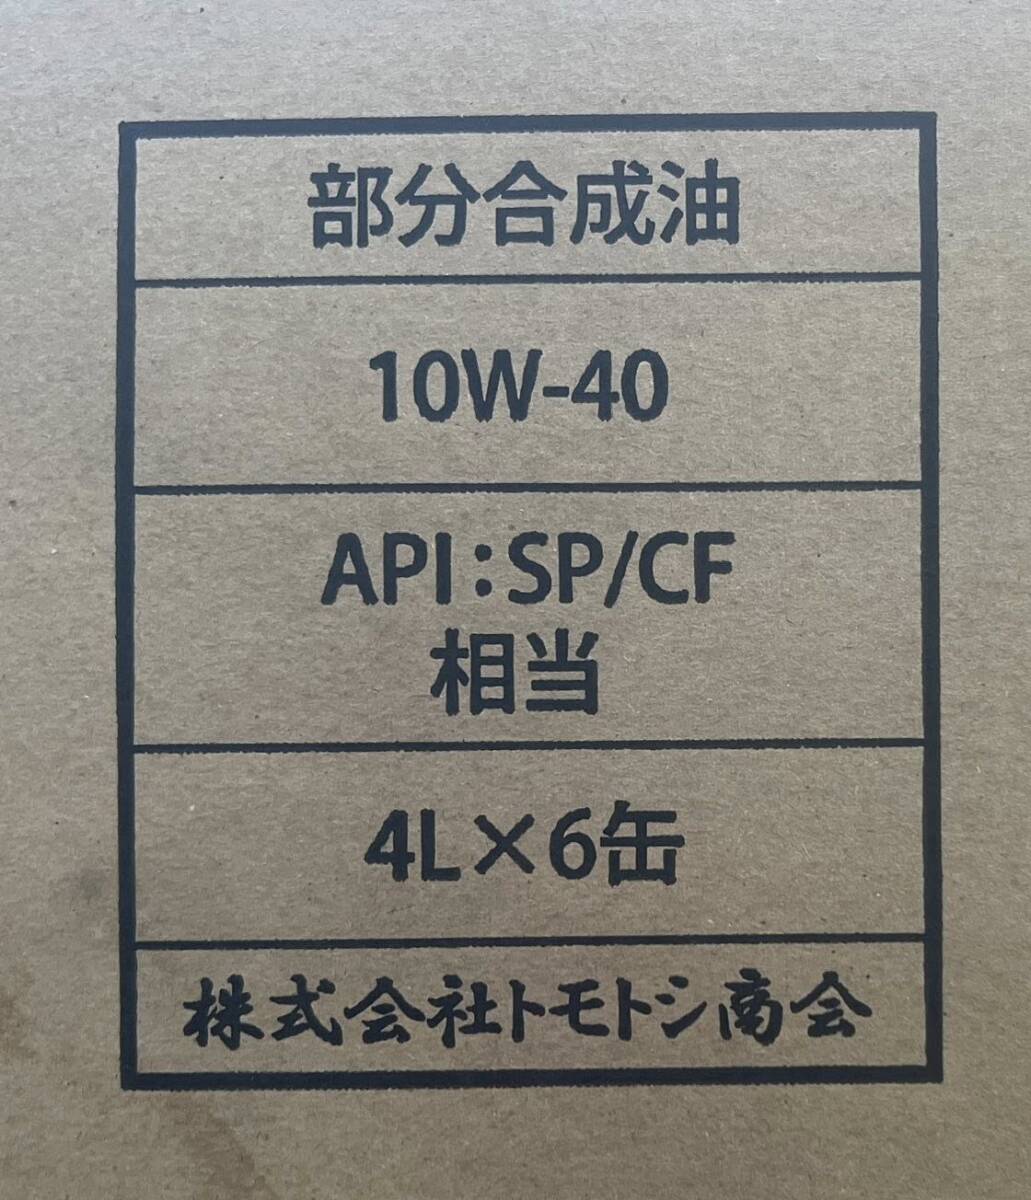 部分合成油
10W-40
API:SP/CF
相当
4L×6缶
株式会社トモトシ商会